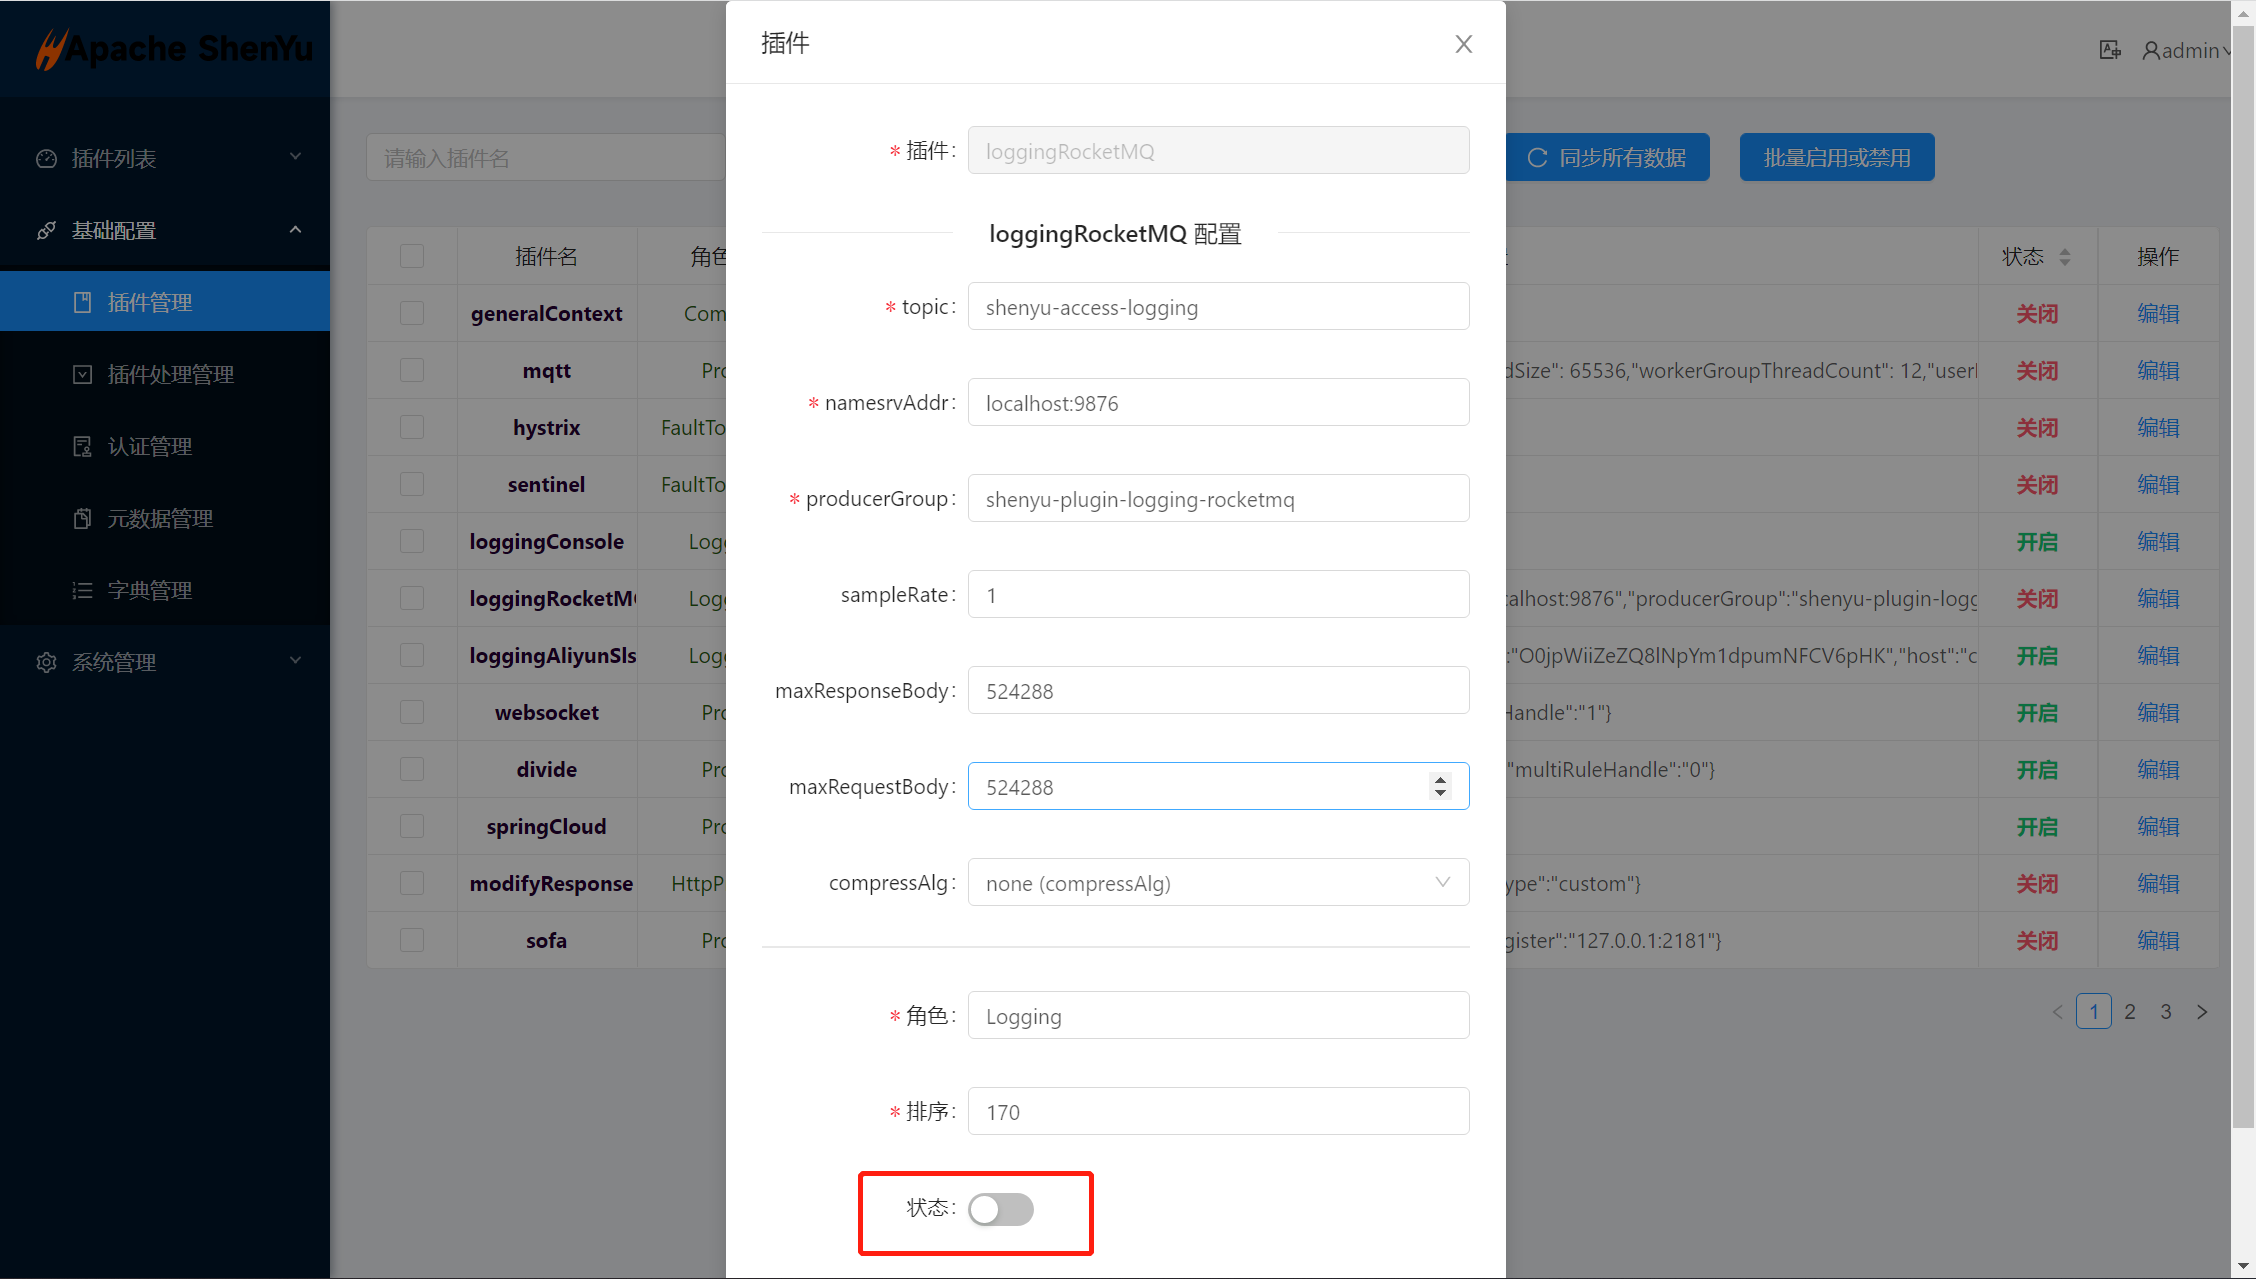 Apache ShenYu
admin
插件列表
基础配置
插件管理
插件处理管理
认证管理
元数据管理
字典管理
系统管理
请输入插件名
同步所有数据
批量启用或禁用
插件名 角色 状态 操作
generalContext Com 关闭 编辑
mqtt Pro dSize": 65536,"workerGroupThreadCount": 12,"userN 关闭 编辑
hystrix FaultTo 关闭 编辑
sentinel FaultTo 关闭 编辑
loggingConsole Logg 开启 编辑
loggingRocketMQ Logg calhost:9876","producerGroup":"shenyu-plugin-logg 关闭 编辑
loggingAliyunSls Logg :"O0jpWiiZeZQ8lNpYm1dpumNFCV6pHK","host":"c 开启 编辑
websocket Pro Handle":"1"} 开启 编辑
divide Pro "multiRuleHandle":"0"} 开启 编辑
springCloud Pro 开启 编辑
modifyResponse HttpP ype":"custom"} 关闭 编辑
sofa Pro gister":"127.0.0.1:2181"} 关闭 编辑
1 2 3
插件
* 插件: loggingRocketMQ
loggingRocketMQ 配置
* topic: shenyu-access-logging
* namesrvAddr: localhost:9876
* producerGroup: shenyu-plugin-logging-rocketmq
sampleRate: 1
maxResponseBody: 524288
maxRequestBody: 524288
compressAlg: none (compressAlg)
* 角色: Logging
* 排序: 170
状态: